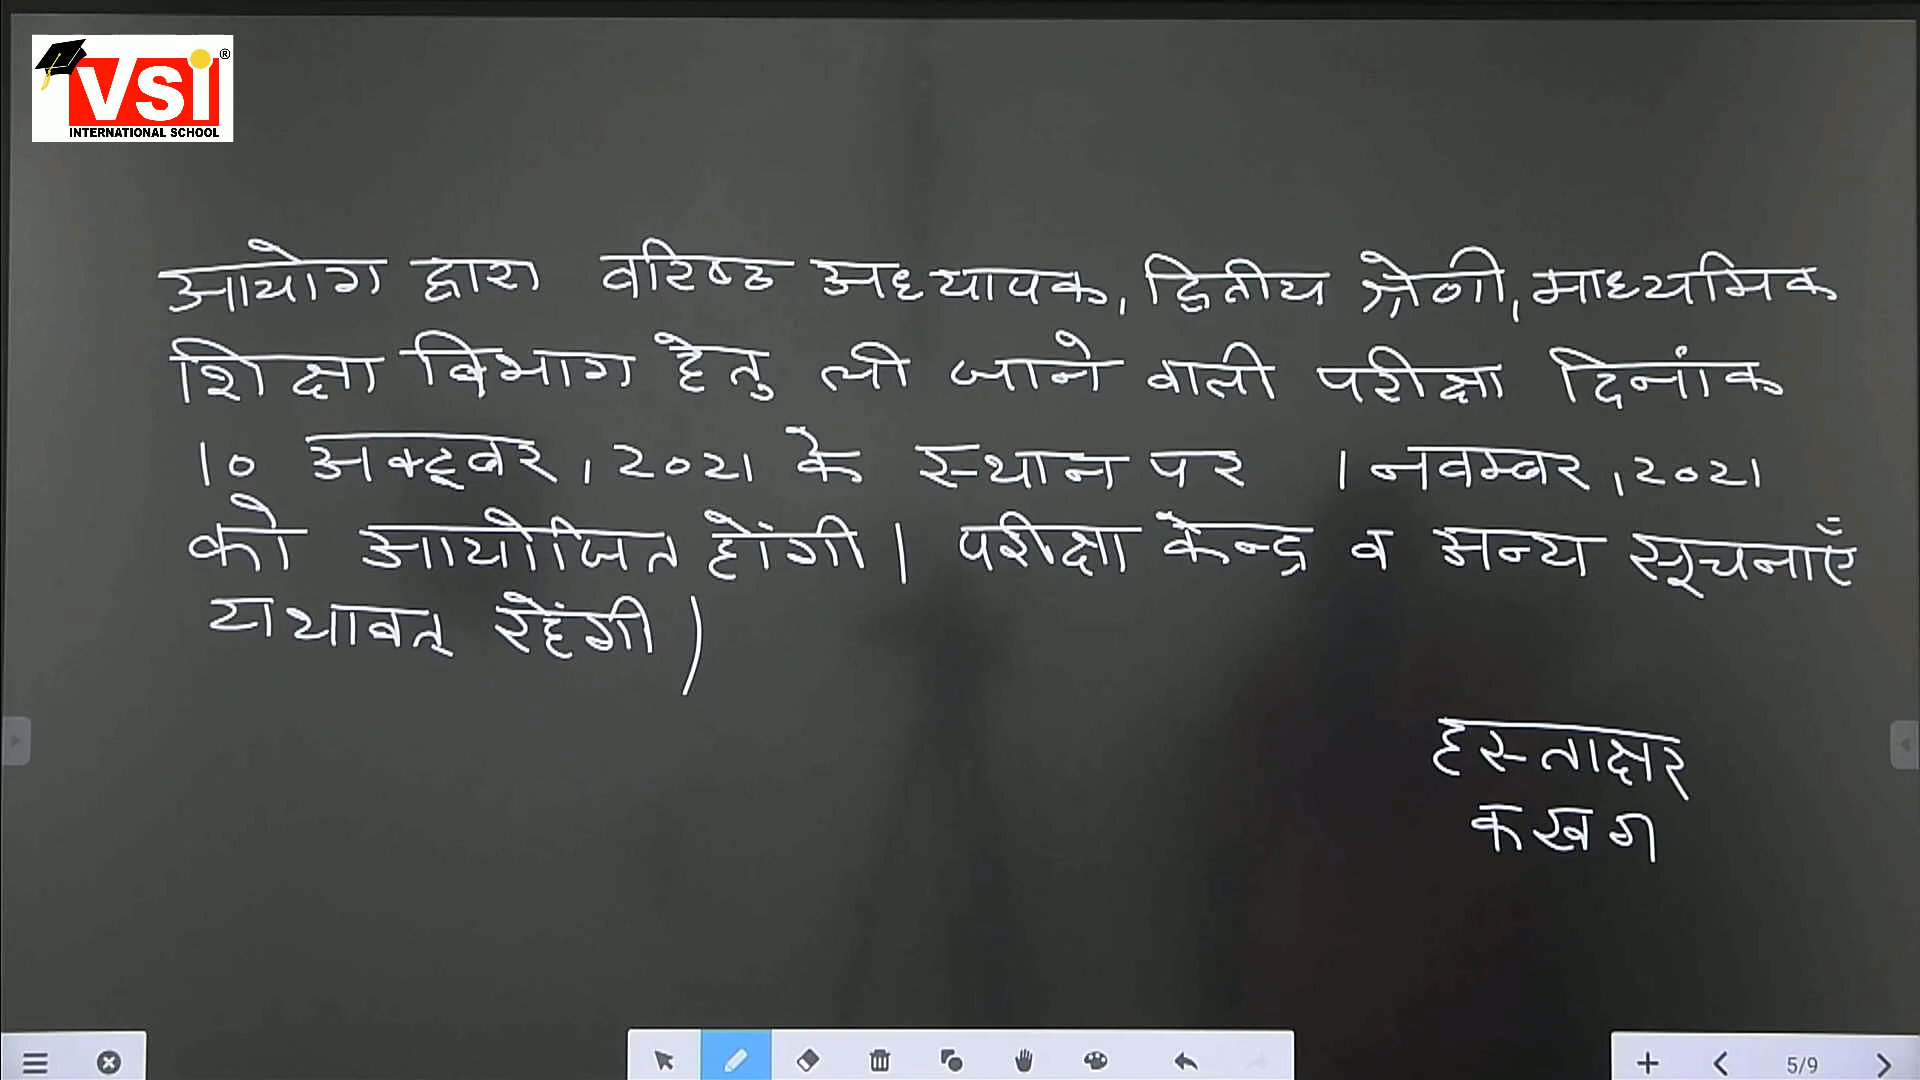 VSI ®
INTERNATIONAL SCHOOL
आयोग द्वारा वरिष्ठ अध्यापक, द्वितीय श्रेणी, माध्यमिक
शिक्षा विभाग हेतु ली जाने वाली परीक्षा दिनांक
10 अक्टूबर, 2021 के स्थान पर 1 नवम्बर, 2021
को आयोजित होंगी। परीक्षा केन्द्र व अन्य सूचनाएँ
यथावत् रहेंगी।
हस्ताक्षर
क ख ग
5/9